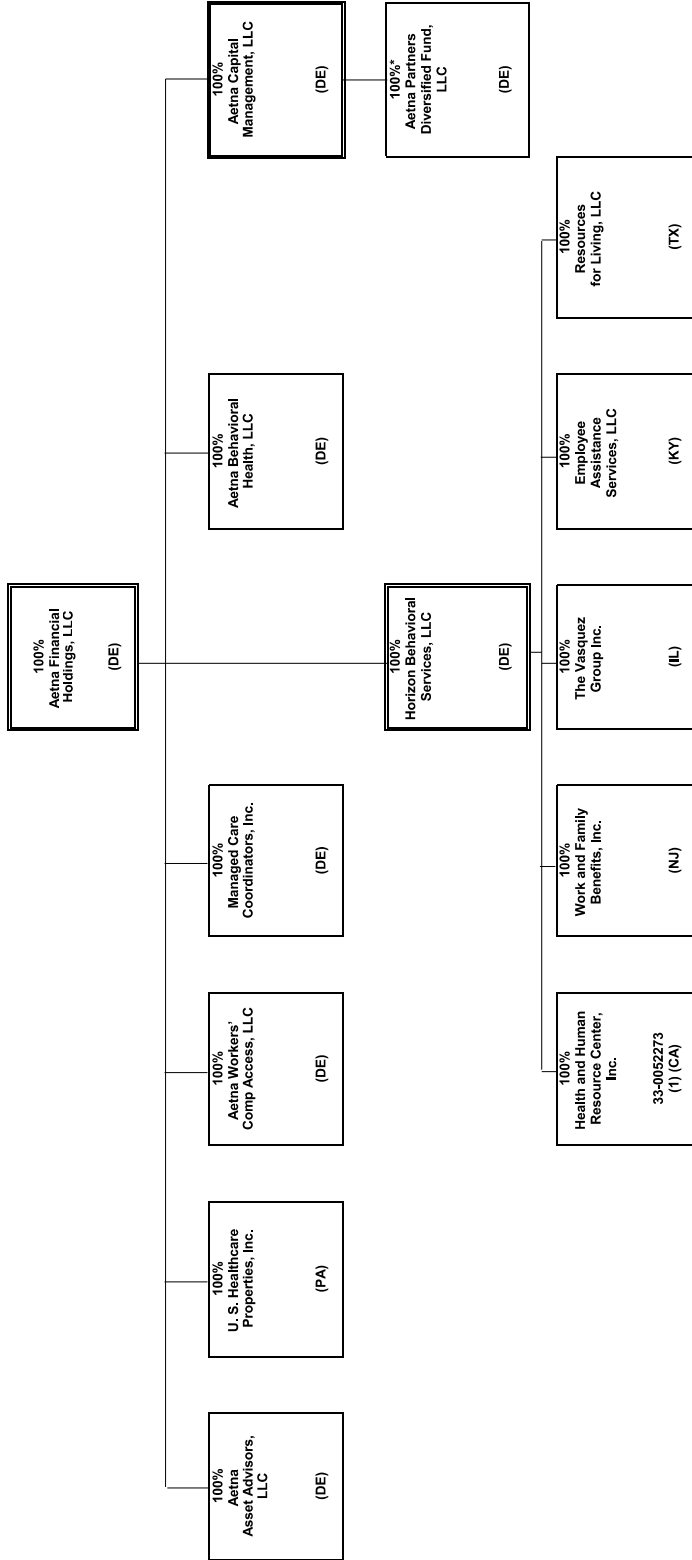 100%
Aetna Financial
Holdings, LLC
(DE)
100%
Aetna
Asset Advisors,
LLC
(DE)
100%
U. S. Healthcare
Properties, Inc.
(PA)
100%
Aetna Workers’
Comp Access, LLC
(DE)
100%
Managed Care
Coordinators, Inc.
(DE)
100%
Aetna Behavioral
Health, LLC
(DE)
100%
Aetna Capital
Management, LLC
(DE)
100%
Horizon Behavioral
Services, LLC
(DE)
100%*
Aetna Partners
Diversified Fund,
LLC
(DE)
100%
Health and Human
Resource Center,
Inc.
33-0052273
(1) (CA)
100%
Work and Family
Benefits, Inc.
(NJ)
100%
The Vasquez
Group Inc.
(IL)
100%
Employee
Assistance
Services, LLC
(KY)
100%
Resources
for Living, LLC
(TX)